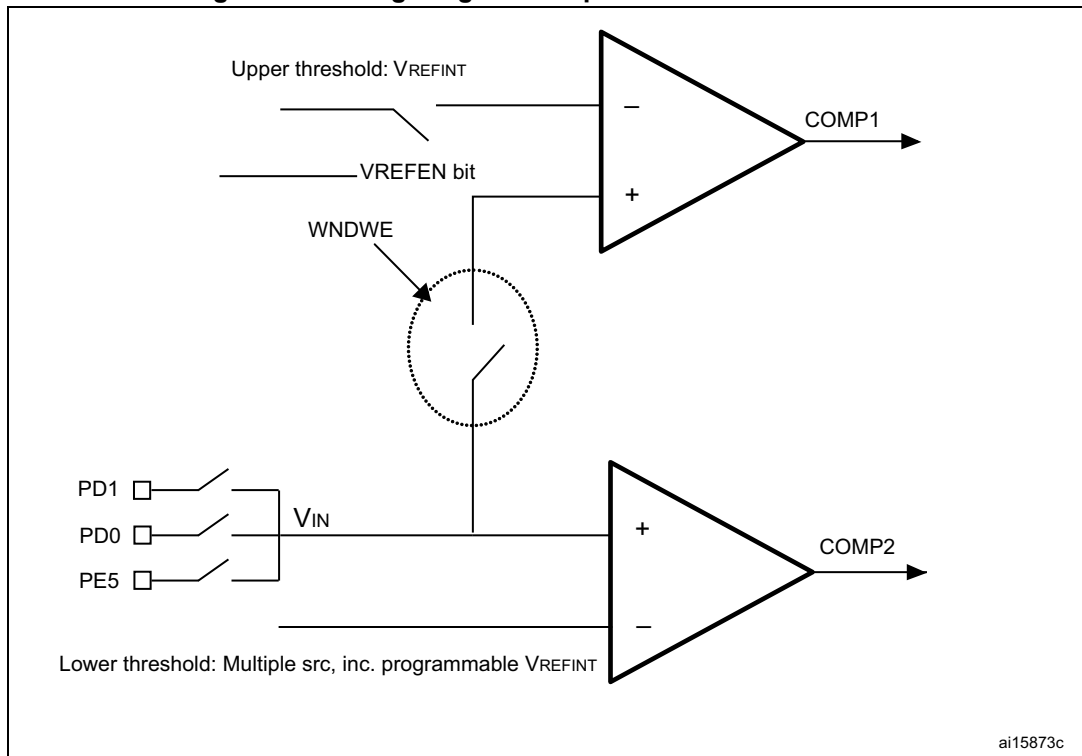 Upper threshold: VREFINT
–
COMP1
VREFEN bit
+
WNDWE
PD1
VIN
PD0
+
COMP2
PE5
–
Lower threshold: Multiple src, inc. programmable VREFINT
ai15873c